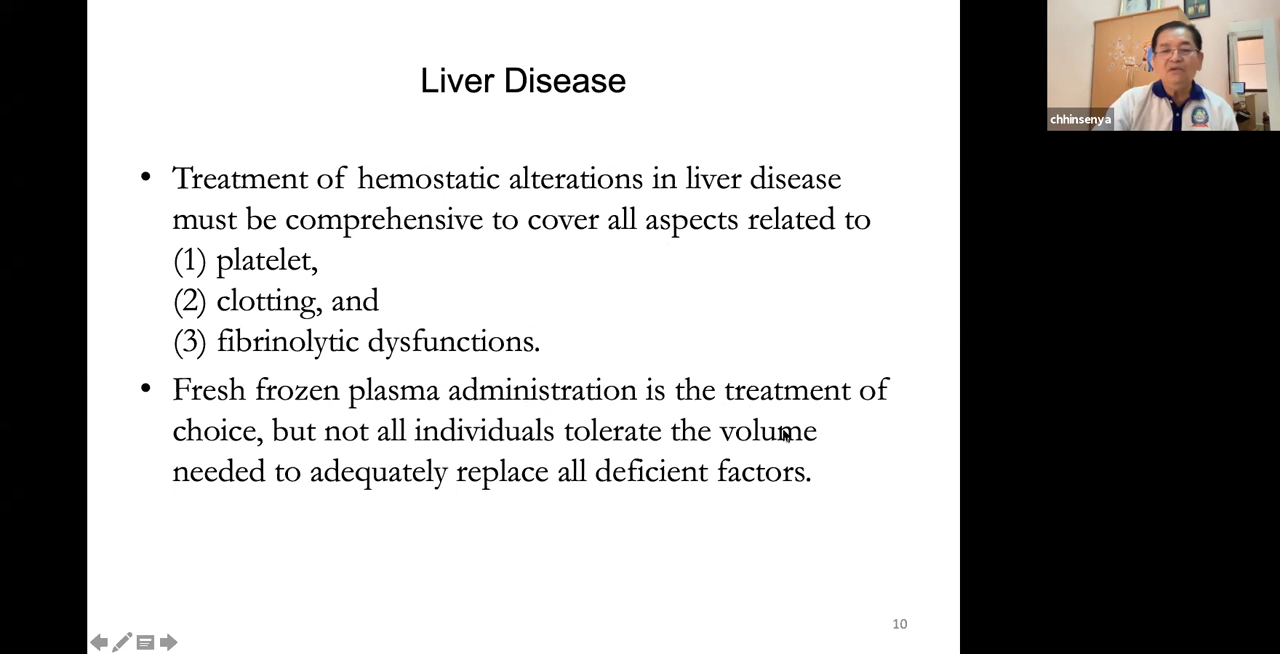 Liver Disease
• Treatment of hemostatic alterations in liver disease
must be comprehensive to cover all aspects related to
(1) platelet,
(2) clotting, and
(3) fibrinolytic dysfunctions.
• Fresh frozen plasma administration is the treatment of
choice, but not all individuals tolerate the volume
needed to adequately replace all deficient factors.
10
chhinsenya